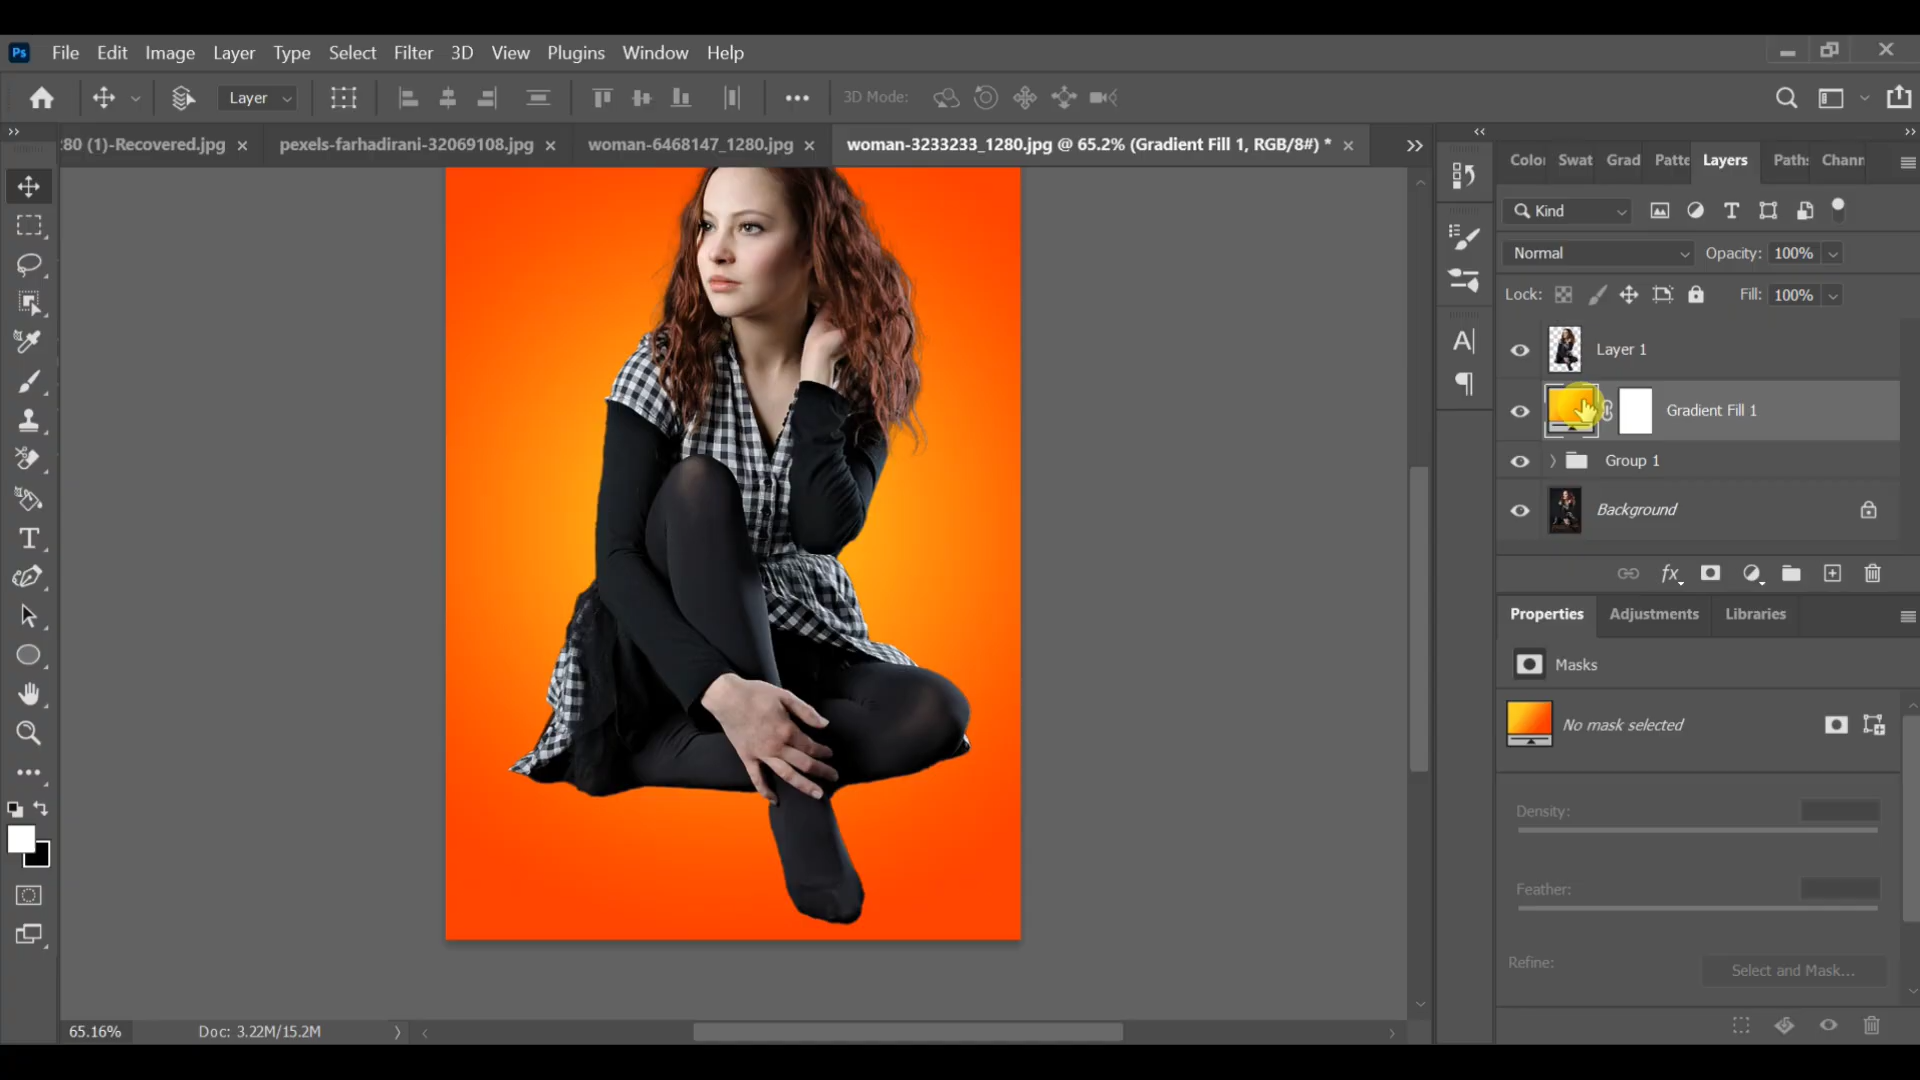 Ps File Edit Image Layer Type Select Filter 3D View Plugins Window Help
Layer 3D Mode:
80 (1)-Recovered.jpg × pexels-farhadirani-32069108.jpg × woman-6468147_1280.jpg × woman-3233233_1280.jpg @ 65.2% (Gradient Fill 1, RGB/8#) * ×
Colo Swat Grad Patte Layers Paths Chann
Kind
Normal Opacity: 100%
Lock: Fill: 100%
Layer 1
Gradient Fill 1
Group 1
Background
fx
Properties Adjustments Libraries
Masks
No mask selected
Density:
Feather:
Refine: Select and Mask...
65.16% Doc: 3.22M/15.2M